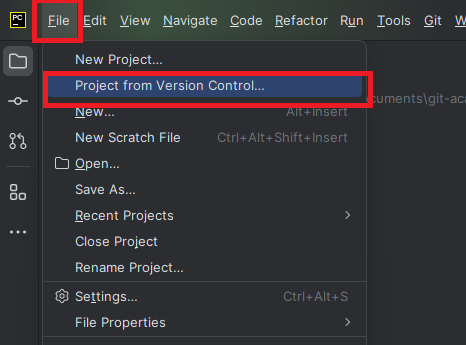 PC
File Edit View Navigate Code Refactor Run Tools Git W
New Project...
Project from Version Control...
New... Alt+Insert
cuments\git-aca
New Scratch File Ctrl+Alt+Shift+Insert
Open...
Save As...
Recent Projects
Close Project
Rename Project...
Settings... Ctrl+Alt+S
File Properties